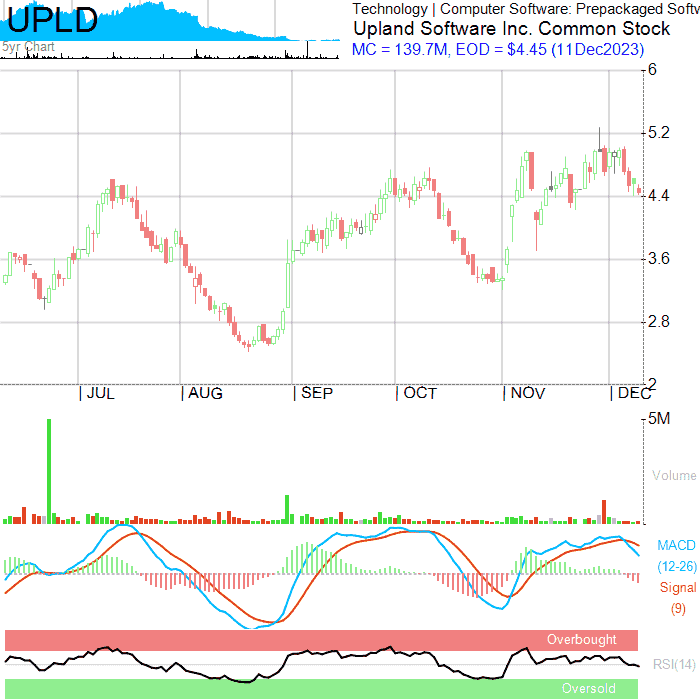 UPLD
5yr Chart
Technology | Computer Software: Prepackaged Softw
Upland Software Inc. Common Stock
MC = 139.7M, EOD = $4.45 (11Dec2023)
6
5.2
4.4
3.6
2.8
2
| JUL | AUG | SEP | OCT | NOV | DEC
5M
Volume
MACD
(12-26)
Signal
(9)
Overbought
RSI(14)
Oversold